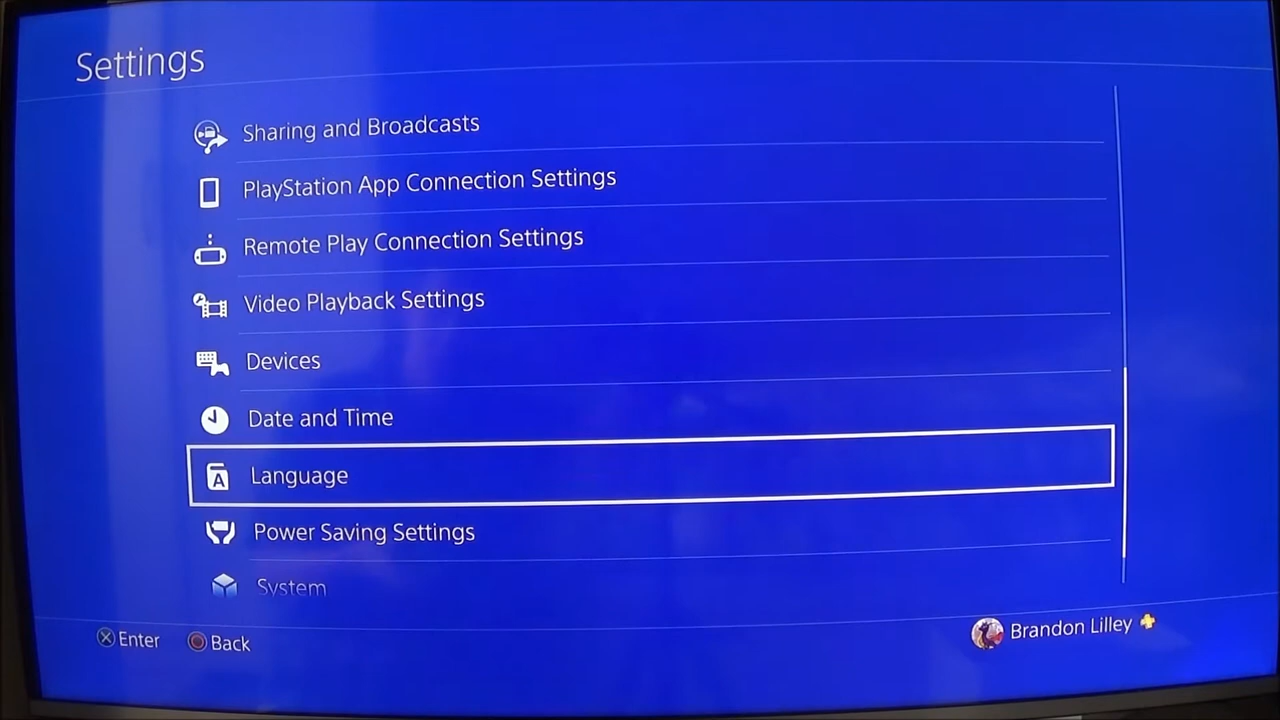 Settings
Sharing and Broadcasts
PlayStation App Connection Settings
Remote Play Connection Settings
Video Playback Settings
Devices
Date and Time
A Language
Power Saving Settings
System
Enter Back Brandon Lilley